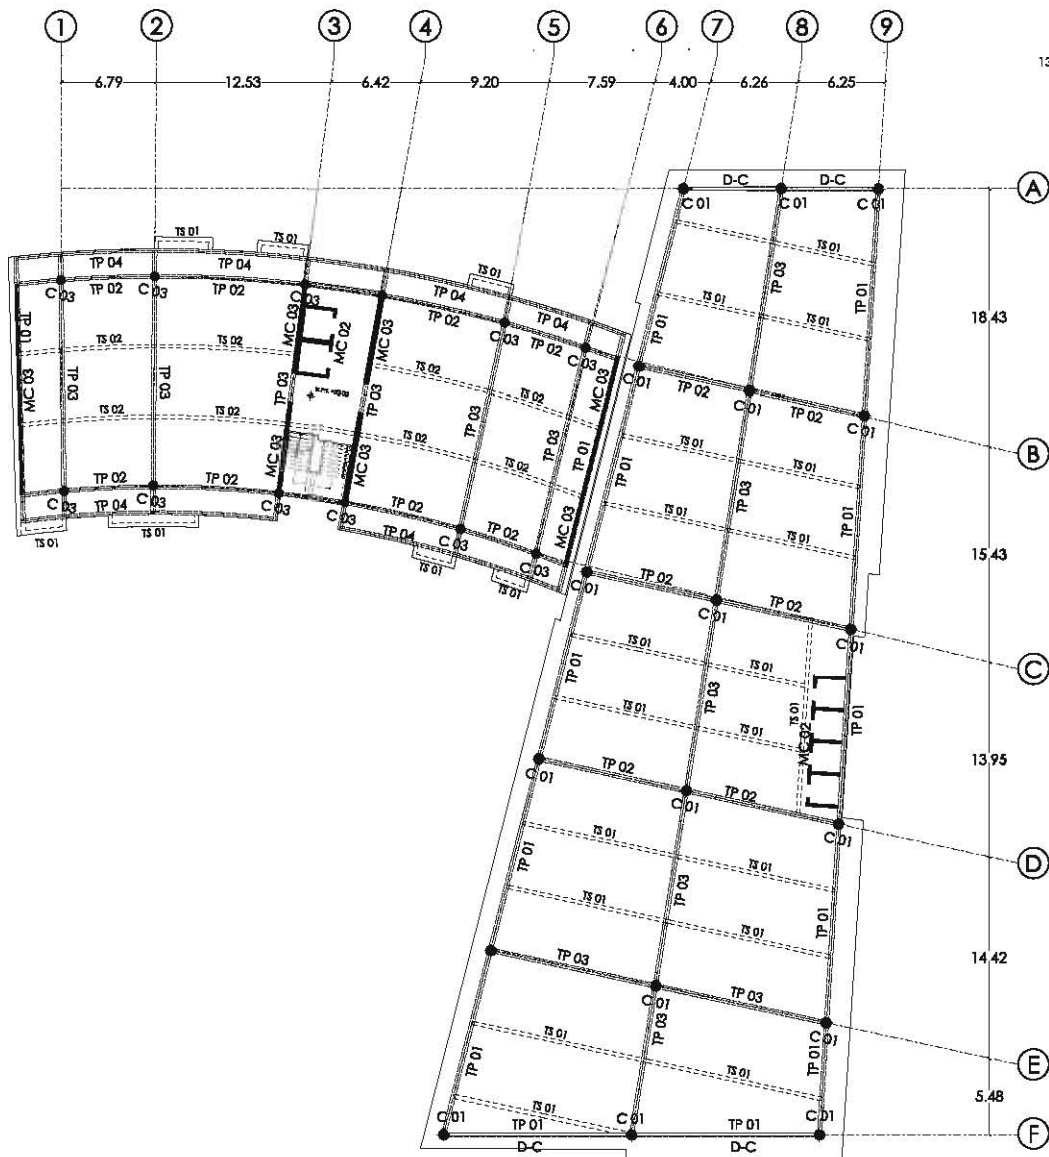 1 2 3 4 5 6 7 8 9
6.79 12.53 6.42 9.20 7.59 4.00 6.26 6.25
13
A
D-C D-C
C 01 C 01 C 01
TS 01 TS 01 TS 01
TS 01
TP 04 TP 04 TS 01
TP 02 TP 02 TP 04 TP 04
C 03 C 03 C 03 TP 02 C 03 C 03
TS 01 TS 01
TP 03 TP 01 TP 01
18.43
TP 01 MC 03 MC 02 MC 03
TS 02 TS 02 TS 02 TS 02
MC 03 TP 03 TP 03 TP 03 TP 03 TP 03 TP 03 TP 01 MC 03
C 01 TP 02 C 01 TP 02 C 01
TS 02 TS 02 TS 02 TS 02
B
MC 03 MC 03 MC 03
TS 01 TS 01
TP 02 TP 02 TP 02 TP 02
C 03 C 03 C 03 C 03 C 03 C 03
TP 04 TP 04
TS 01 TS 01 TS 01 TS 01
TP 01 TP 03 TP 01
TS 01 TS 01
15.43
C 01 TP 02 C 01 TP 02 C 01
TS 01 TS 01
C
TP 01 TP 03 TS 01 MC 02 TP 01
TS 01 TS 01
13.95
C 01 TP 02 C 01 TP 02 C 01
TS 01 TS 01
D
TP 01 TP 03 TP 01
TS 01 TS 01
14.42
TP 03 C 01 TP 03 C 01
TS 01 TS 01
TP 01 TP 03 TP 01
E
5.48
TS 01
C 01 TP 01 C 01 TP 01 C 01
D-C D-C
F